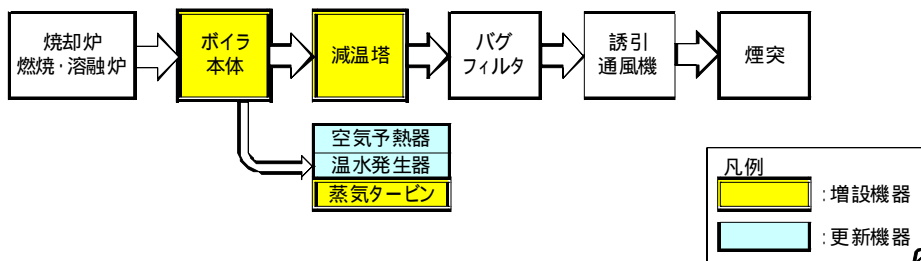 焼却炉
燃焼・溶融炉
ボイラ
本体
減温塔
バグ
フィルタ
誘引
通風機
煙突
空気予熱器
温水発生器
蒸気タービン
凡例
:増設機器
:更新機器